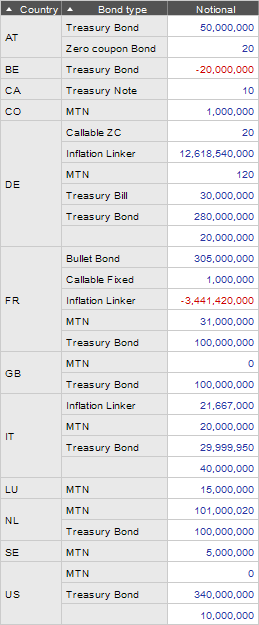 Country Bond type Notional
AT Treasury Bond 50,000,000
Zero coupon Bond 20
BE Treasury Bond -20,000,000
CA Treasury Note 10
CO MTN 1,000,000
DE Callable ZC 20
Inflation Linker 12,618,540,000
MTN 120
Treasury Bill 30,000,000
Treasury Bond 280,000,000
20,000,000
FR Bullet Bond 305,000,000
Callable Fixed 1,000,000
Inflation Linker -3,441,420,000
MTN 31,000,000
Treasury Bond 100,000,000
GB MTN 0
Treasury Bond 100,000,000
IT Inflation Linker 21,667,000
MTN 20,000,000
Treasury Bond 29,999,950
40,000,000
LU MTN 15,000,000
NL MTN 101,000,020
Treasury Bond 100,000,000
SE MTN 5,000,000
US MTN 0
Treasury Bond 340,000,000
10,000,000